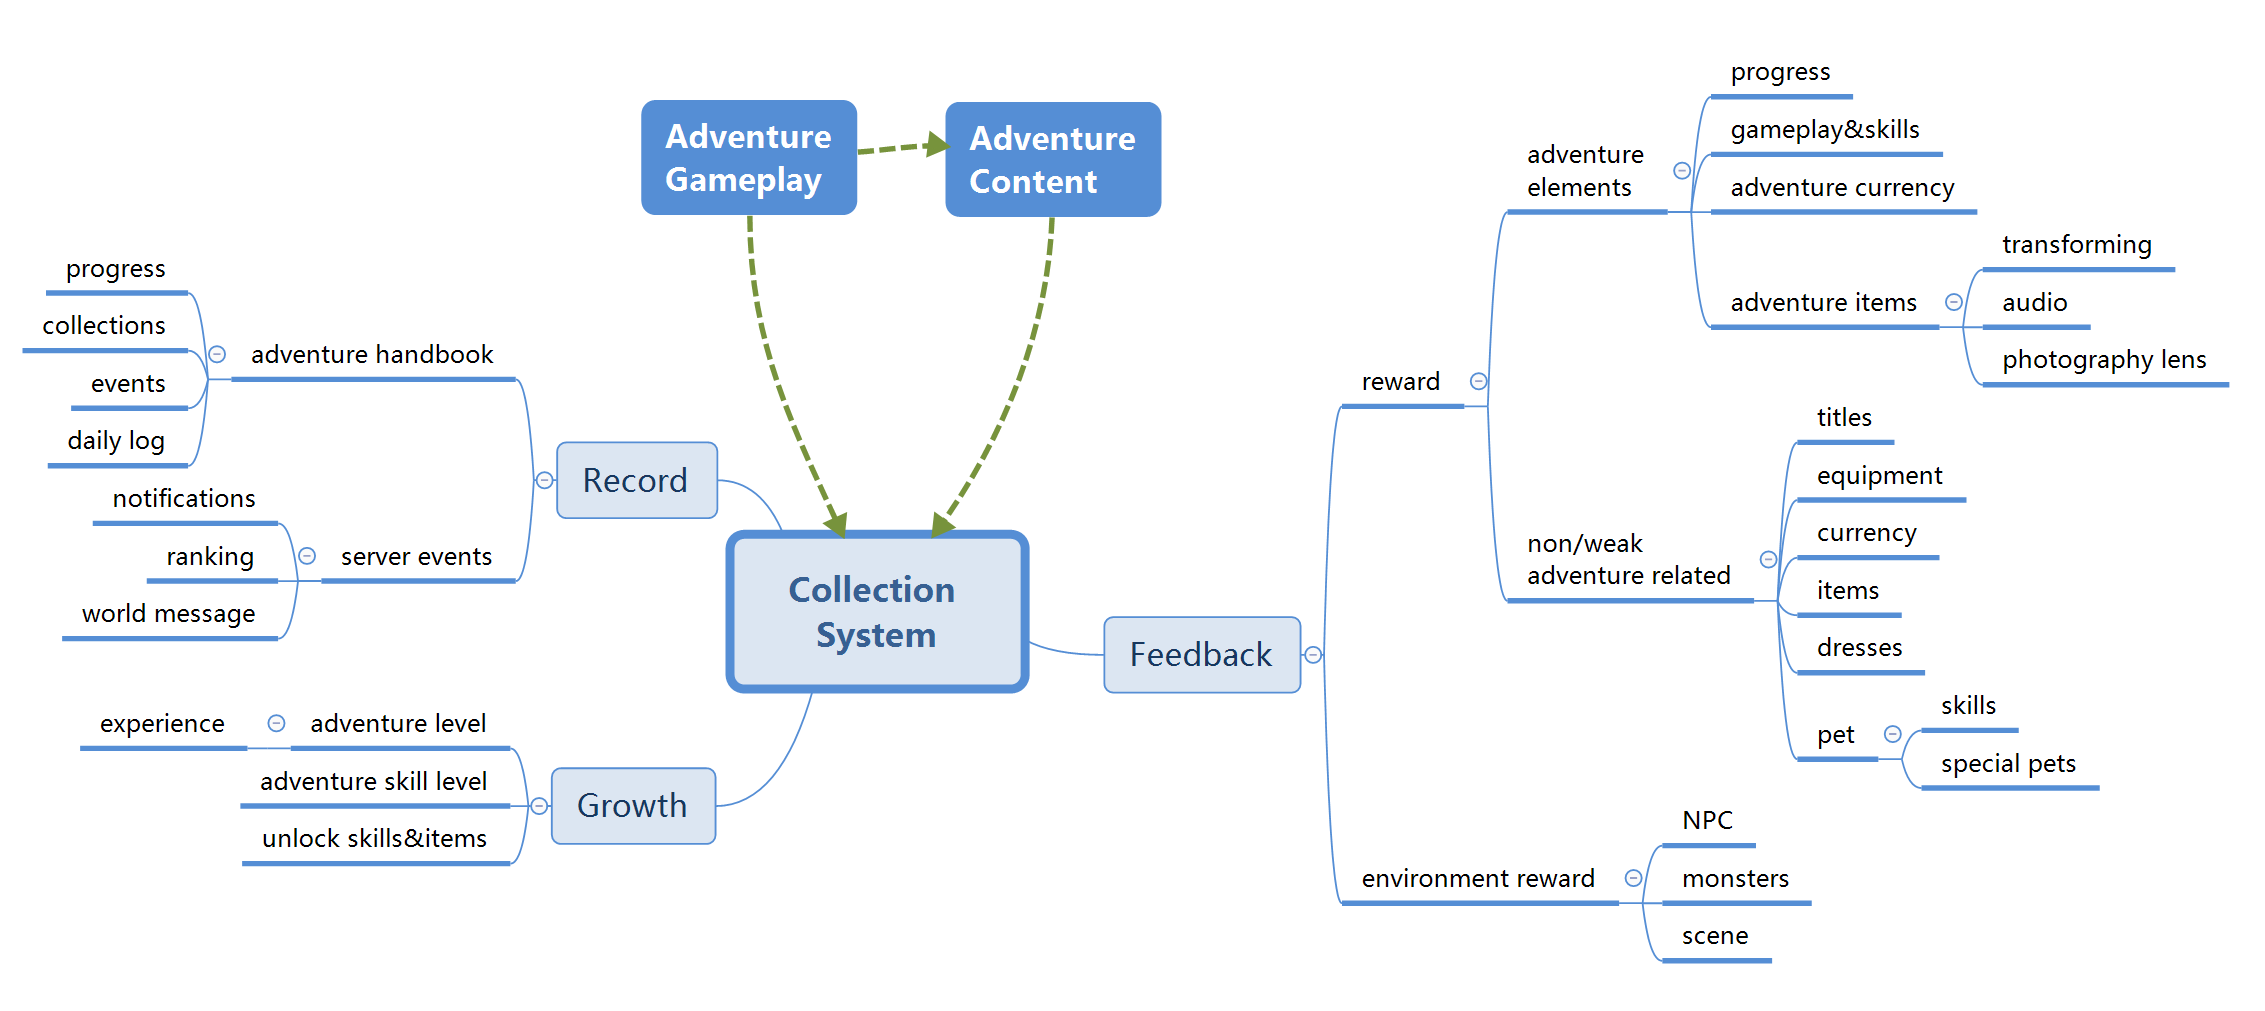 Adventure
Gameplay
Adventure
Content
Collection
System
Record
adventure handbook
progress
collections
events
daily log
server events
notifications
ranking
world message
Growth
adventure level
experience
adventure skill level
unlock skills&items
Feedback
reward
adventure
elements
progress
gameplay&skills
adventure currency
adventure items
transforming
audio
photography lens
non/weak
adventure related
titles
equipment
currency
items
dresses
pet
skills
special pets
environment reward
NPC
monsters
scene